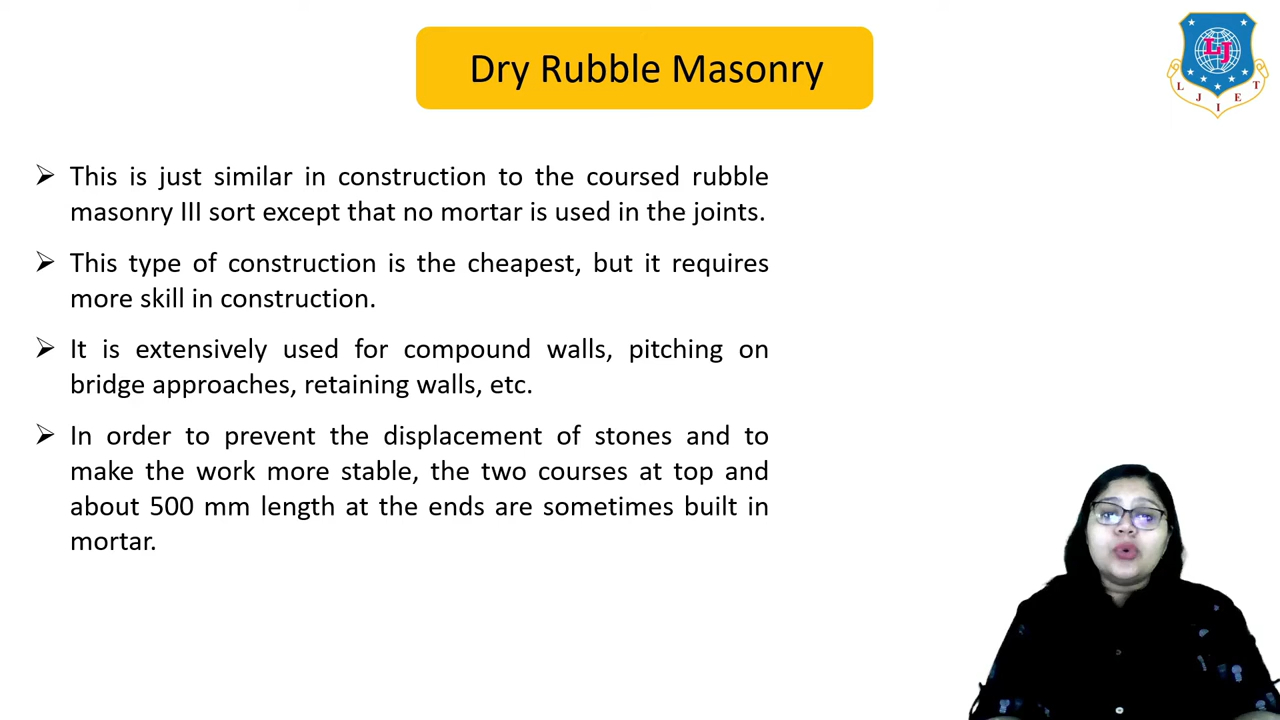 Dry Rubble Masonry
LJ
L J I E T
➢ This is just similar in construction to the coursed rubble
masonry III sort except that no mortar is used in the joints.
➢ This type of construction is the cheapest, but it requires
more skill in construction.
➢ It is extensively used for compound walls, pitching on
bridge approaches, retaining walls, etc.
➢ In order to prevent the displacement of stones and to
make the work more stable, the two courses at top and
about 500 mm length at the ends are sometimes built in
mortar.